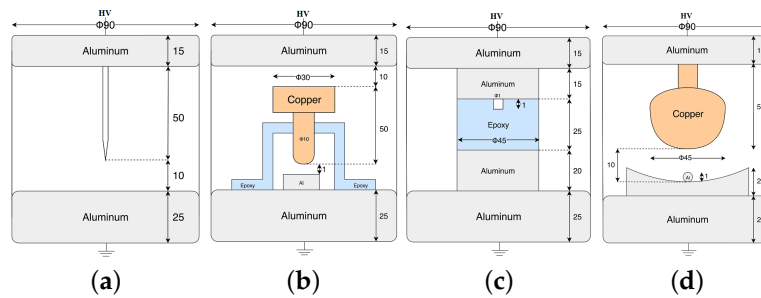 HV
Φ90
Aluminum
15
50
10
Aluminum
25
(a)
HV
Φ90
Aluminum
15
10
Φ30
Copper
Φ10
50
1
Epoxy
Al
Epoxy
Aluminum
25
(b)
HV
Φ90
Aluminum
15
Aluminum
15
Φ1
1
Epoxy
25
Φ45
Aluminum
20
Aluminum
25
(c)
HV
Φ90
Aluminum
Copper
10
Φ45
Al
1
Aluminum
(d)